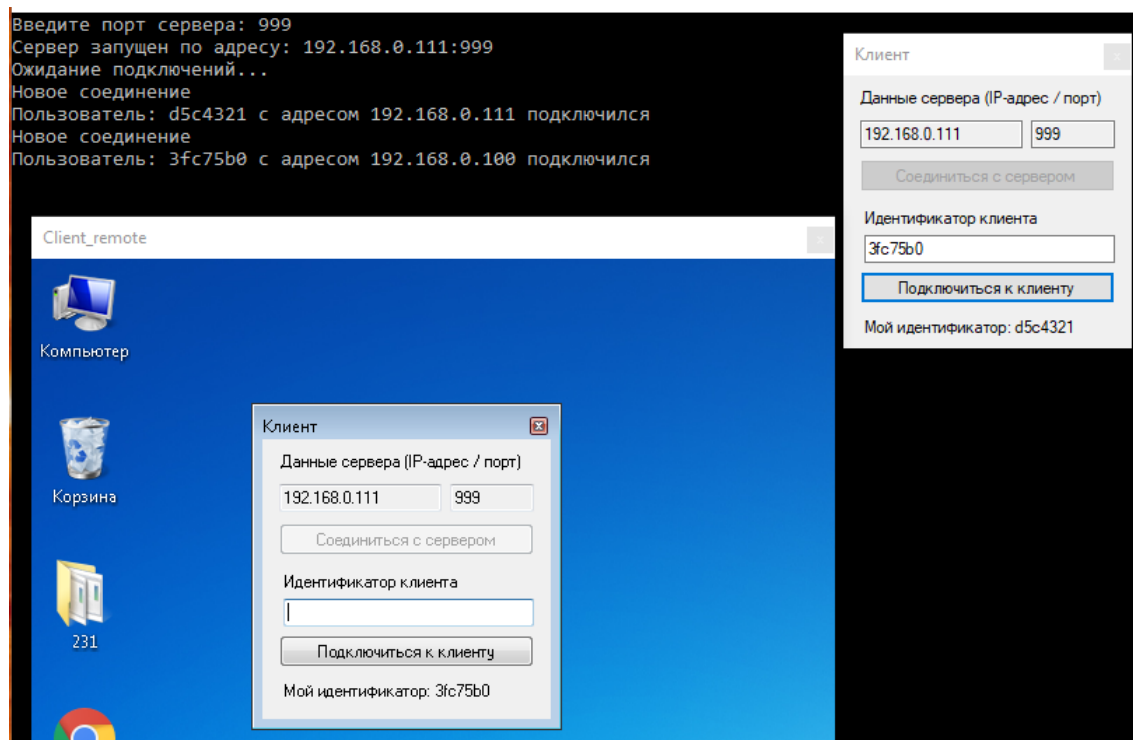 Введите порт сервера: 999
Сервер запущен по адресу: 192.168.0.111:999
Ожидание подключений...
Новое соединение
Пользователь: d5c4321 с адресом 192.168.0.111 подключился
Новое соединение
Пользователь: 3fc75b0 с адресом 192.168.0.100 подключился
Клиент
Данные сервера (IP-адрес / порт)
192.168.0.111 999
Соединиться с сервером
Идентификатор клиента
3fc75b0
Подключиться к клиенту
Мой идентификатор: d5c4321
Client_remote
Компьютер
Корзина
231
Клиент
Данные сервера (IP-адрес / порт)
192.168.0.111 999
Соединиться с сервером
Идентификатор клиента
Подключиться к клиенту
Мой идентификатор: 3fc75b0